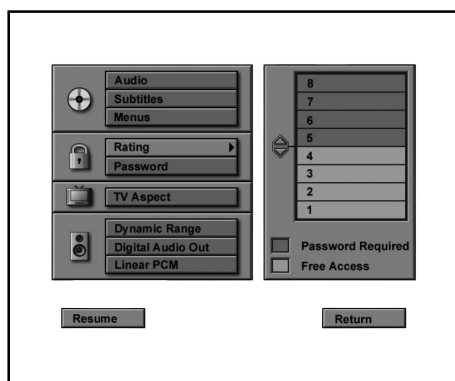 Audio
Subtitles
Menus
Rating
Password
TV Aspect
Dynamic Range
Digital Audio Out
Linear PCM
8
7
6
5
4
3
2
1
Password Required
Free Access
Resume
Return